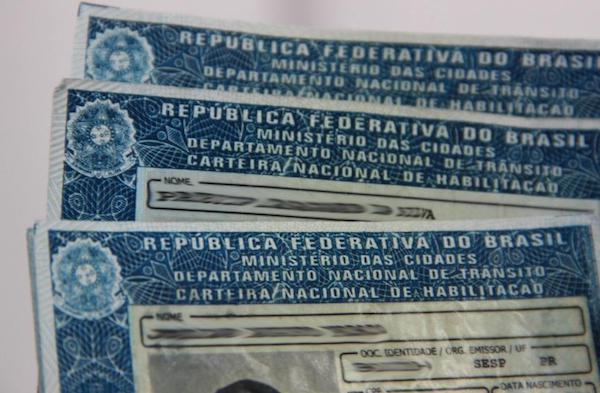 REPÚBLICA FEDERATIVA DO BRASIL
MINISTÉRIO DAS CIDADES
DEPARTAMENTO NACIONAL DE TRÂNSITO
CARTEIRA NACIONAL DE HABILITAÇÃO
REPÚBLICA FEDERATIVA DO BRASIL
MINISTÉRIO DAS CIDADES
DEPARTAMENTO NACIONAL DE TRÂNSITO
CARTEIRA NACIONAL DE HABILITAÇÃO
NOME
REPÚBLICA FEDERATIVA DO BRASIL
MINISTÉRIO DAS CIDADES
DEPARTAMENTO NACIONAL DE TRÂNSITO
CARTEIRA NACIONAL DE HABILITAÇÃO
NOME
DOC. IDENTIDADE / ORG. EMISSOR / UF
SESP PR
CPF DATA NASCIMENTO